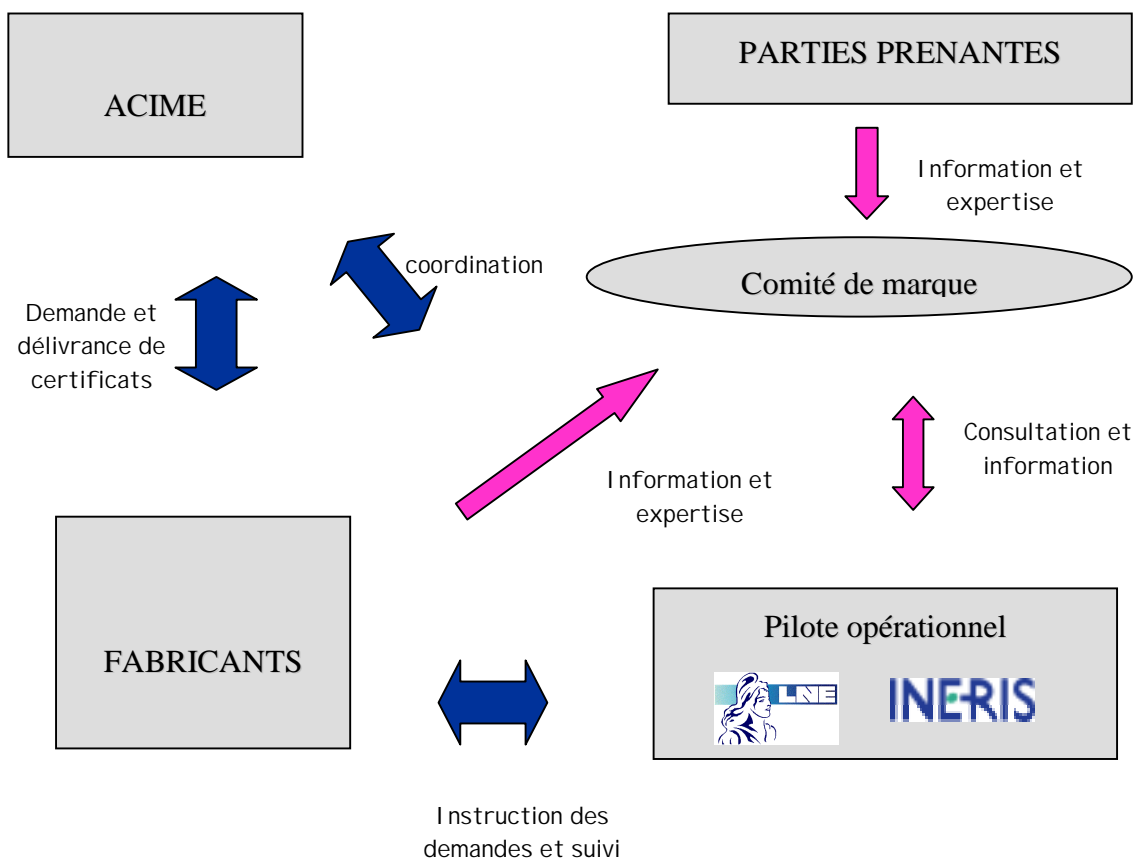 ACIME
PARTIES PRENANTES
Information et
expertise
coordination
Comité de marque
Demande et
délivrance de
certificats
Consultation et
information
Information et
expertise
FABRICANTS
Pilote opérationnel
LNE
INERIS
Instruction des
demandes et suivi